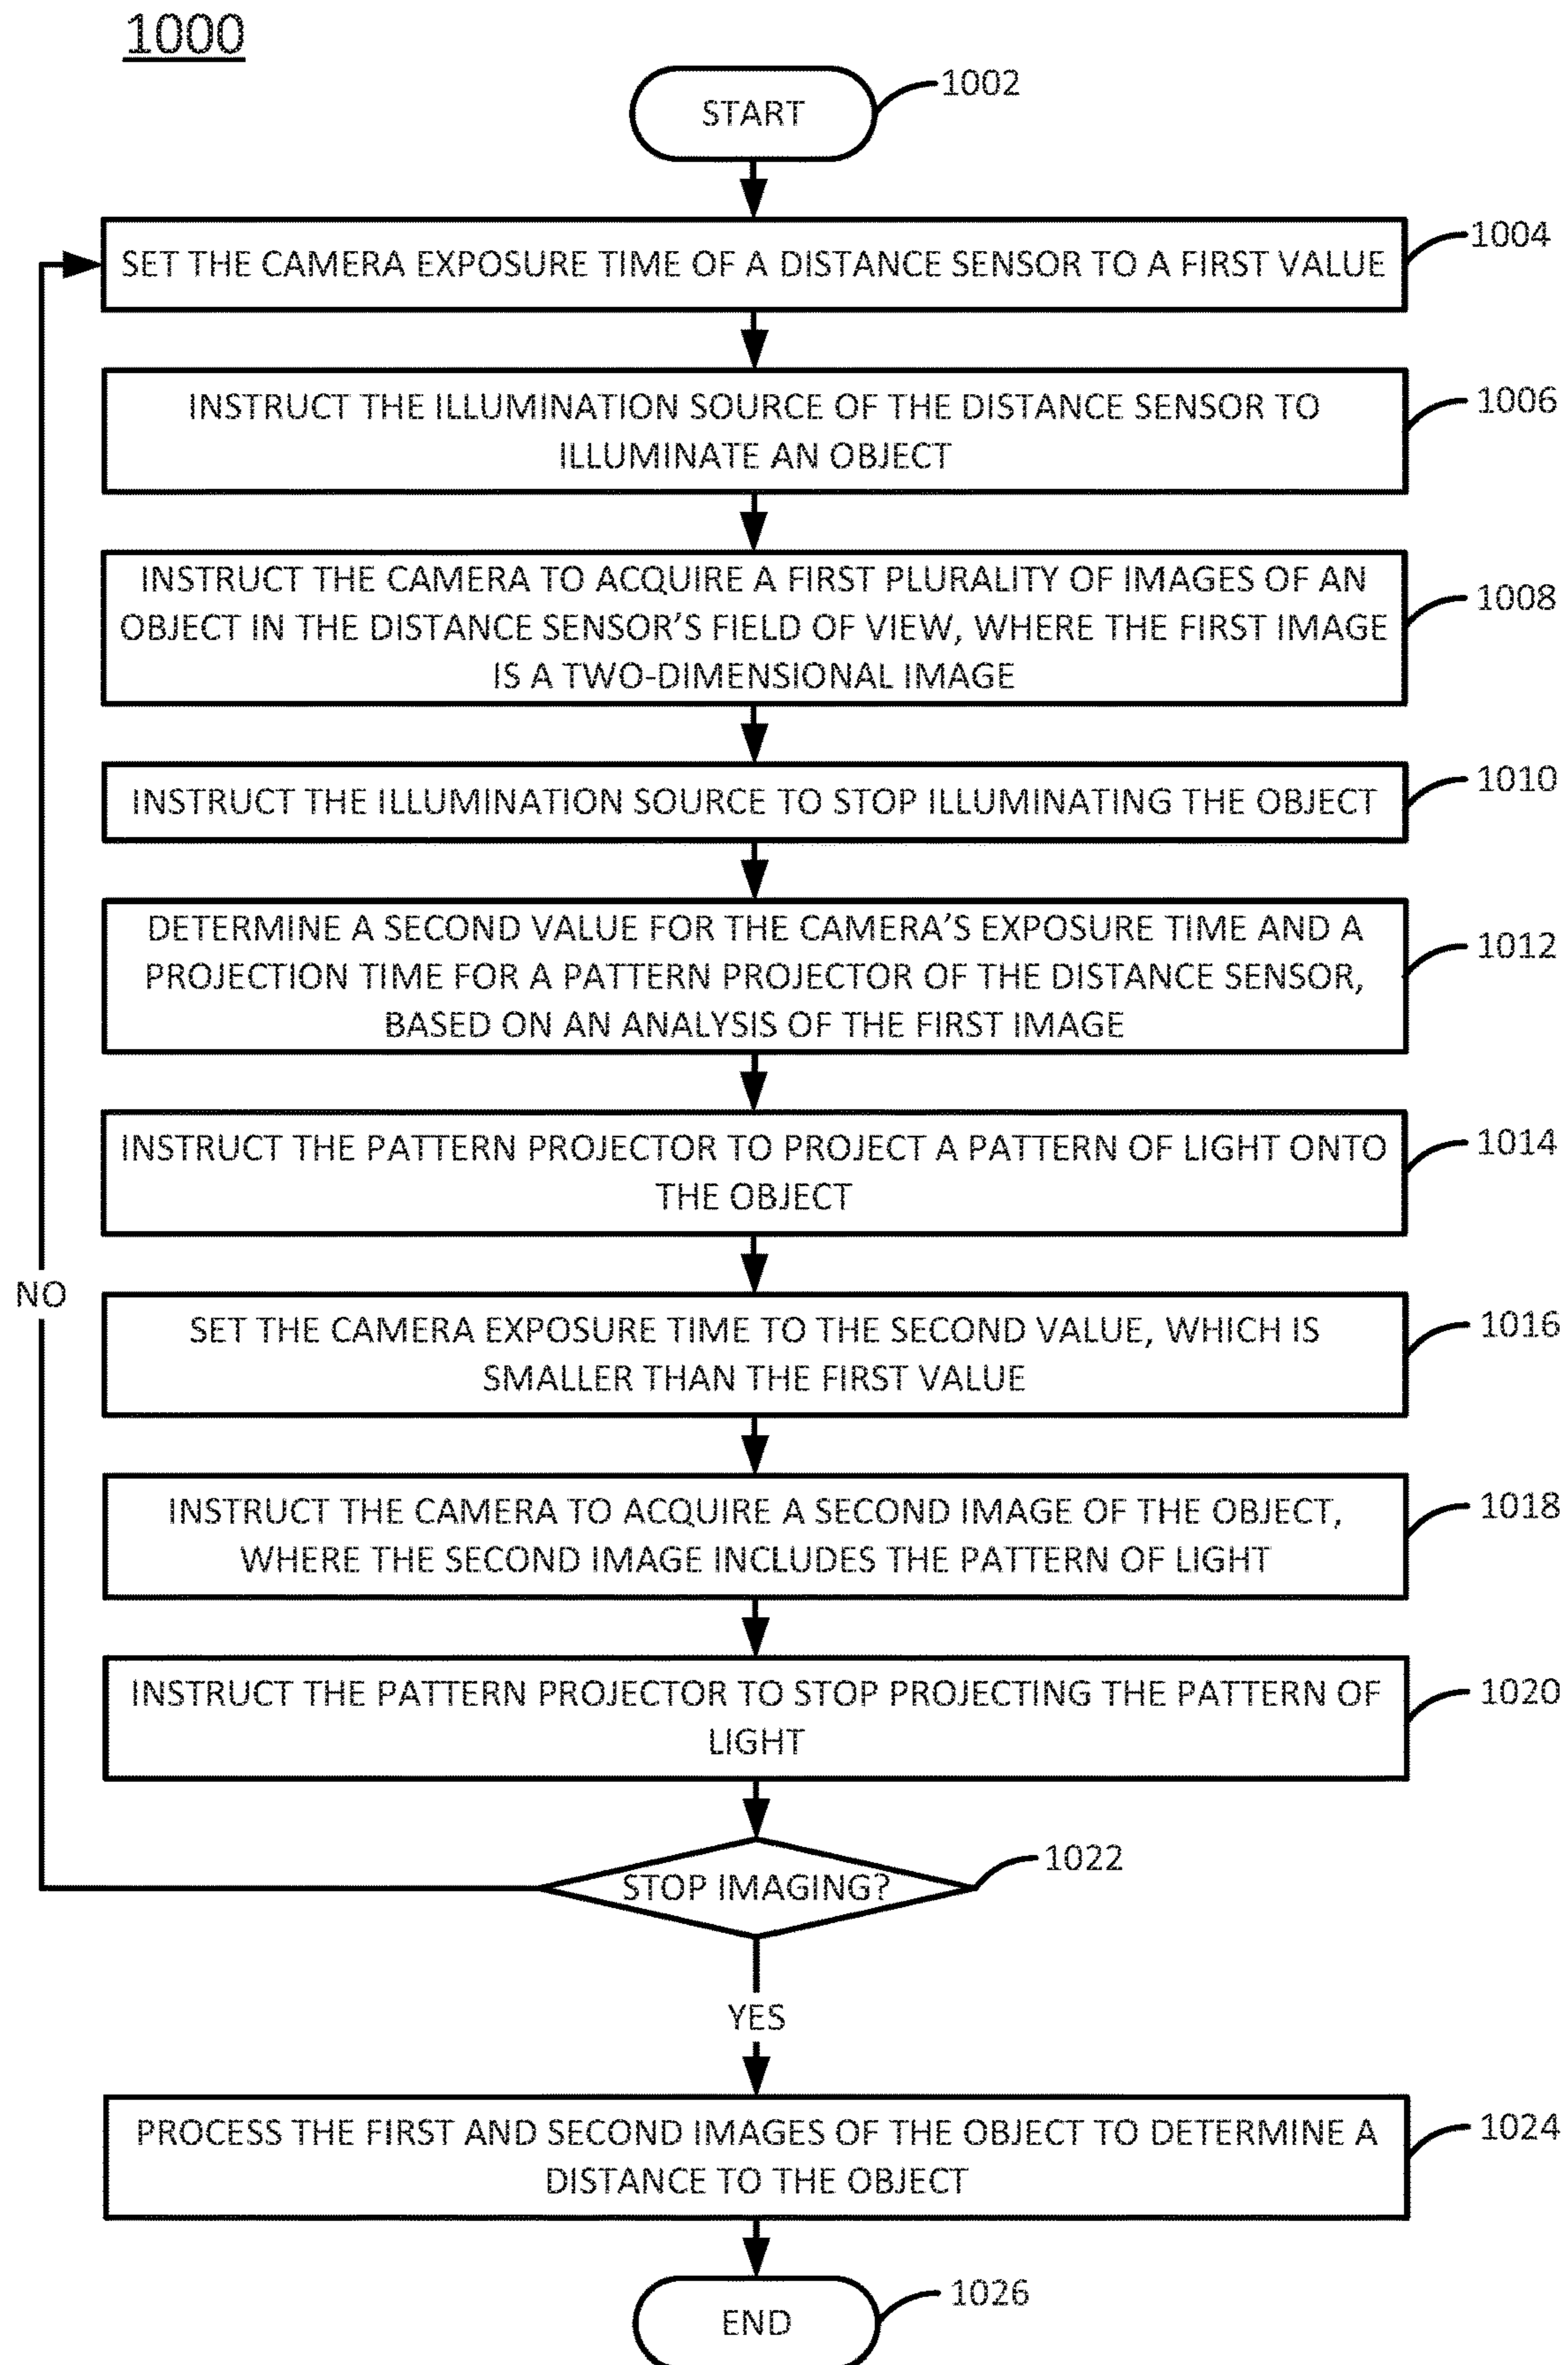 1000
START
1002
SET THE CAMERA EXPOSURE TIME OF A DISTANCE SENSOR TO A FIRST VALUE
1004
INSTRUCT THE ILLUMINATION SOURCE OF THE DISTANCE SENSOR TO
ILLUMINATE AN OBJECT
1006
INSTRUCT THE CAMERA TO ACQUIRE A FIRST PLURALITY OF IMAGES OF AN
OBJECT IN THE DISTANCE SENSOR'S FIELD OF VIEW, WHERE THE FIRST IMAGE
IS A TWO-DIMENSIONAL IMAGE
1008
INSTRUCT THE ILLUMINATION SOURCE TO STOP ILLUMINATING THE OBJECT
1010
DETERMINE A SECOND VALUE FOR THE CAMERA'S EXPOSURE TIME AND A
PROJECTION TIME FOR A PATTERN PROJECTOR OF THE DISTANCE SENSOR,
BASED ON AN ANALYSIS OF THE FIRST IMAGE
1012
INSTRUCT THE PATTERN PROJECTOR TO PROJECT A PATTERN OF LIGHT ONTO
THE OBJECT
1014
NO
SET THE CAMERA EXPOSURE TIME TO THE SECOND VALUE, WHICH IS
SMALLER THAN THE FIRST VALUE
1016
INSTRUCT THE CAMERA TO ACQUIRE A SECOND IMAGE OF THE OBJECT,
WHERE THE SECOND IMAGE INCLUDES THE PATTERN OF LIGHT
1018
INSTRUCT THE PATTERN PROJECTOR TO STOP PROJECTING THE PATTERN OF
LIGHT
1020
STOP IMAGING?
1022
YES
PROCESS THE FIRST AND SECOND IMAGES OF THE OBJECT TO DETERMINE A
DISTANCE TO THE OBJECT
1024
END
1026